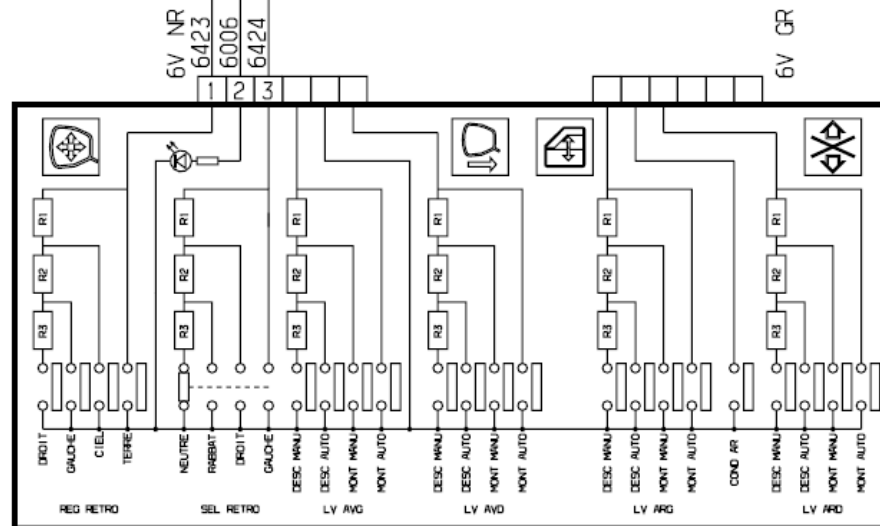 6V NR
6423
6006
6424
6V GR
1 2 3
R1 R1 R1 R1 R1 R1
R2 R2 R2 R2 R2 R2
R3 R3 R3 R3 R3 R3
DROIT
GAUCHE
CIEL
TERRE
NEUTRE
RABBAT
DROIT
GAUCHE
DESC MANU
DESC AUTO
MONT MANU
MONT AUTO
DESC MANU
DESC AUTO
MONT MANU
MONT AUTO
DESC MANU
DESC AUTO
MONT MANU
MONT AUTO
COND AR
DESC MANU
DESC AUTO
MONT MANU
MONT AUTO
REG RETRO SEL RETRO LV AVG LV AVD LV ARG LV ARD